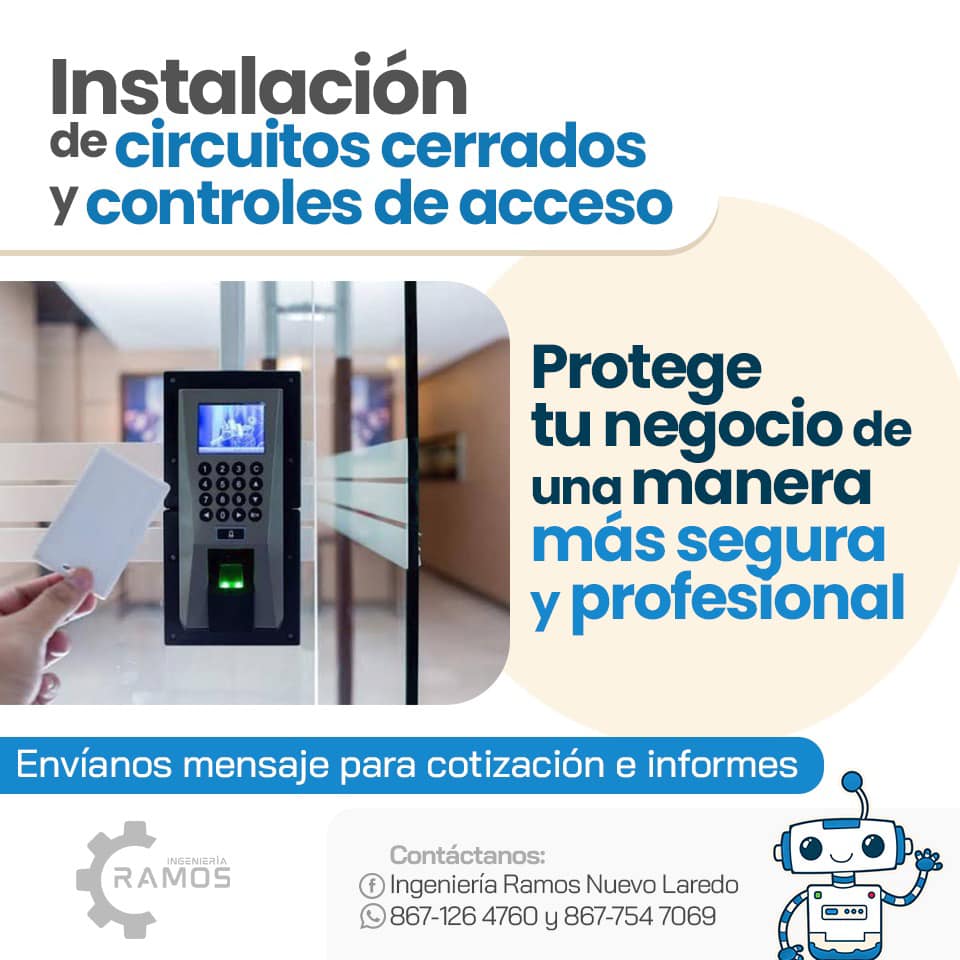 Instalación
de circuitos cerrados
y controles de acceso
Protege
tu negocio de
una manera
más segura
y profesional
Envíanos mensaje para cotización e informes
INGENIERÍA
RAMOS
Contáctanos:
Ingeniería Ramos Nuevo Laredo
867-126 4760 y 867-754 7069